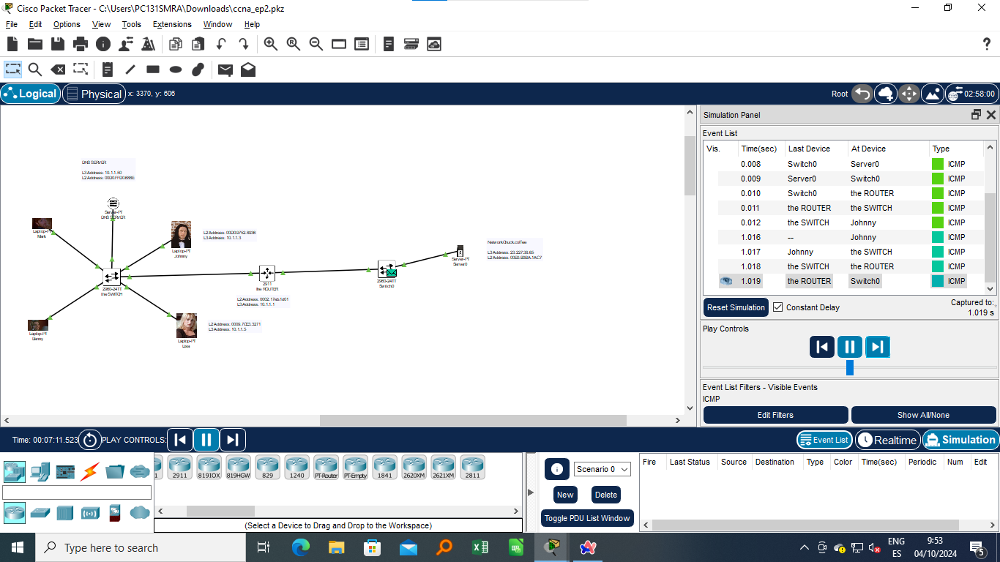 Cisco Packet Tracer - C:\Users\PC131SMRA\Downloads\ccna_ep2.pkz
File Edit Options View Tools Extensions Window Help
Logical Physical x: 3370, y: 606
Root 02:58:00
DNS SERVER
L3 Address: 10.1.1.50
Server-PT
DNS SERVER
Laptop-PT
Mark
Laptop-PT
Johnny
L2 Address: 00D0.9752.8936
L3 Address: 10.1.1.3
2960-24TT
the SWITCH
2911
the ROUTER
L2 Address: 0002.17ab.1d01
L3 Address: 10.1.1.1
2960-24TT
Switch0
Server-PT
Server0
NetworkChuck.coffee
L3 Address: 23.227.38.65
L2 Address: 00E0.B08A.1AC7
Laptop-PT
Denny
Laptop-PT
Lisa
L2 Address: 0009.7CE3.3271
L3 Address: 10.1.1.5
Simulation Panel
Event List
Vis. Time(sec) Last Device At Device Type
0.008 Switch0 Server0 ICMP
0.009 Server0 Switch0 ICMP
0.010 Switch0 the ROUTER ICMP
0.011 the ROUTER the SWITCH ICMP
0.012 the SWITCH Johnny ICMP
1.016 -- Johnny ICMP
1.017 Johnny the SWITCH ICMP
1.018 the SWITCH the ROUTER ICMP
1.019 the ROUTER Switch0 ICMP
Reset Simulation Constant Delay Captured to:
1.019 s
Play Controls
Event List Filters - Visible Events
ICMP
Edit Filters Show All/None
Time: 00:07:11.523 PLAY CONTROLS:
Event List Realtime Simulation
1 2911 819IOX 819HGW 829 1240 PT-Router PT-Empty 1841 2620XM 2621XM 2811
(Select a Device to Drag and Drop to the Workspace)
Scenario 0
New Delete
Toggle PDU List Window
Fire Last Status Source Destination Type Color Time(sec) Periodic Num Edit
Type here to search
ENG
ES
9:53
04/10/2024
5